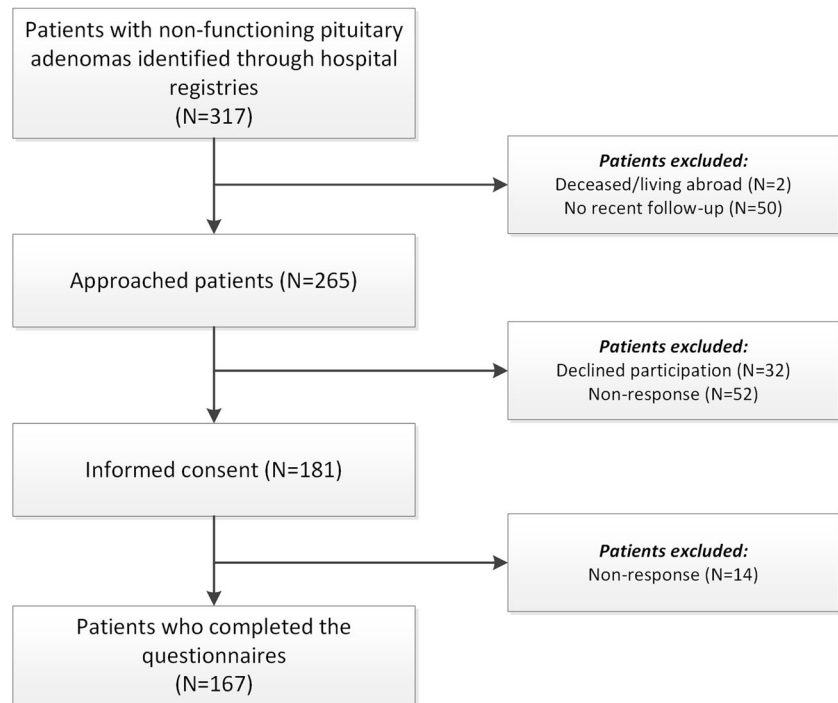 Patients with non-functioning pituitary
adenomas identified through hospital
registries
(N=317)
Patients excluded:
Deceased/living abroad (N=2)
No recent follow-up (N=50)
Approached patients (N=265)
Patients excluded:
Declined participation (N=32)
Non-response (N=52)
Informed consent (N=181)
Patients excluded:
Non-response (N=14)
Patients who completed the
questionnaires
(N=167)